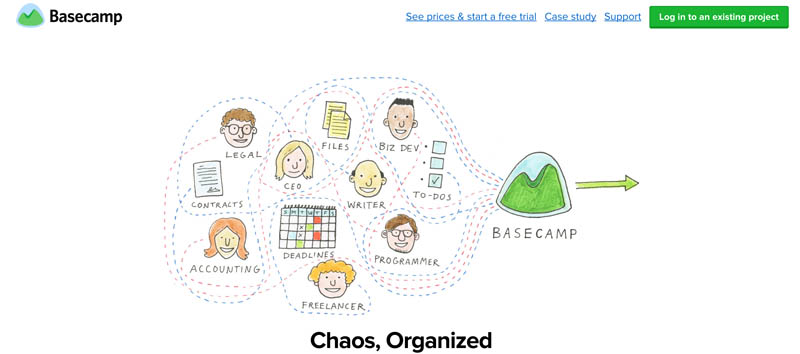 Basecamp
See prices & start a free trial
Case study
Support
Log in to an existing project
LEGAL
FILES
BIZ DEV
CEO
CONTRACTS
WRITER
TO-DOS
S M T W T F S
BASECAMP
DEADLINES
PROGRAMMER
ACCOUNTING
FREELANCER
Chaos, Organized